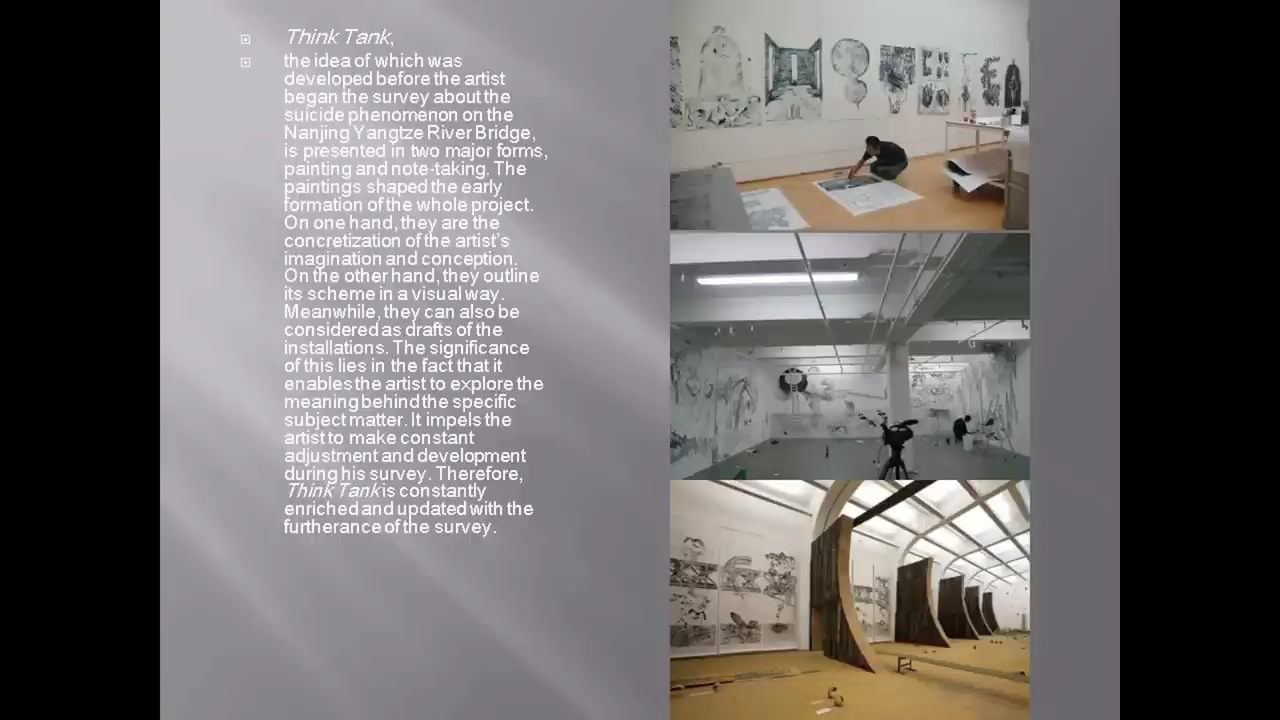 Think Tank,
the idea of which was
developed before the artist
began the survey about the
suicide phenomenon on the
Nanjing Yangtze River Bridge,
is presented in two major forms,
painting and note-taking. The
paintings shaped the early
formation of the whole project.
On one hand, they are the
concretization of the artist's
imagination and conception.
On the other hand, they outline
its scheme in a visual way.
Meanwhile, they can also be
considered as drafts of the
installations. The significance
of this lies in the fact that it
enables the artist to explore the
meaning behind the specific
subject matter. It impels the
artist to make constant
adjustment and development
during his survey. Therefore,
Think Tank is constantly
enriched and updated with the
furtherance of the survey.